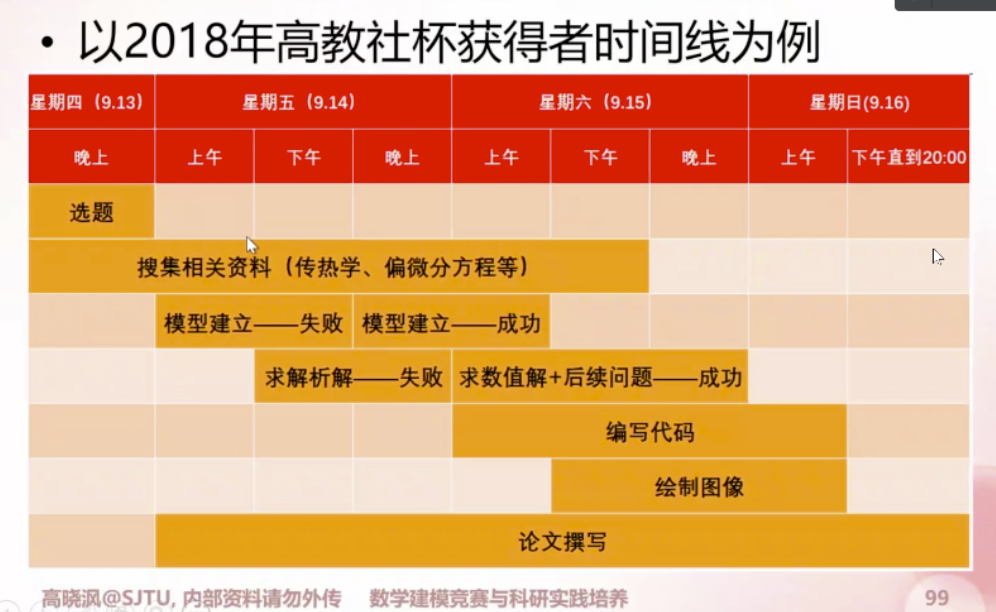 • 以2018年高教社杯获得者时间线为例
星期四（9.13） 星期五（9.14） 星期六（9.15） 星期日(9.16)
晚上 上午 下午 晚上 上午 下午 晚上 上午 下午直到20:00
选题
搜集相关资料（传热学、偏微分方程等）
模型建立——失败 模型建立——成功
求解析解——失败 求数值解+后续问题——成功
编写代码
绘制图像
论文撰写
高晓沨@SJTU, 内部资料请勿外传 数学建模竞赛与科研实践培养 99